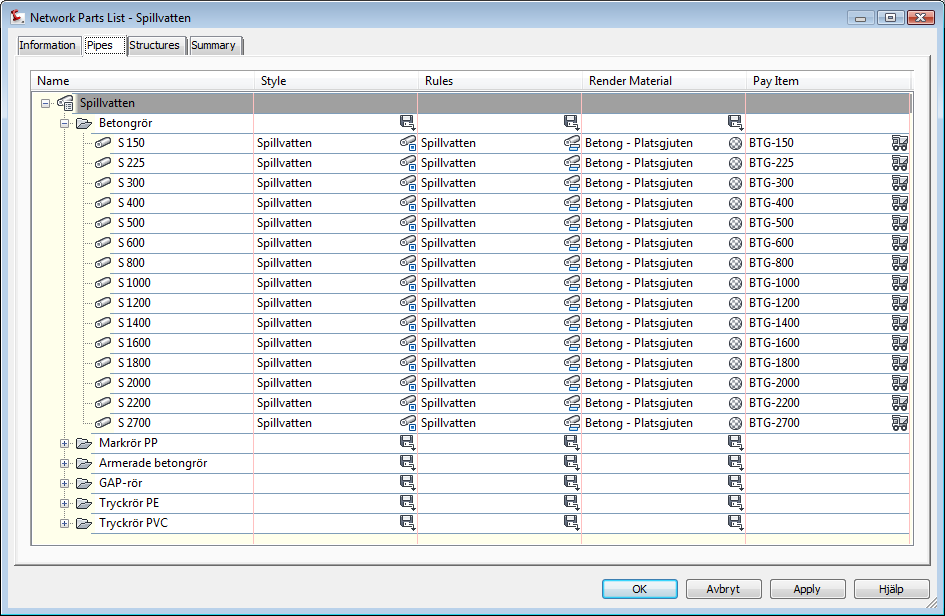 Network Parts List - Spillvatten
Information Pipes Structures Summary
Name Style Rules Render Material Pay Item
Spillvatten
Betongrör
S 150 Spillvatten Spillvatten Betong - Platsgjuten BTG-150
S 225 Spillvatten Spillvatten Betong - Platsgjuten BTG-225
S 300 Spillvatten Spillvatten Betong - Platsgjuten BTG-300
S 400 Spillvatten Spillvatten Betong - Platsgjuten BTG-400
S 500 Spillvatten Spillvatten Betong - Platsgjuten BTG-500
S 600 Spillvatten Spillvatten Betong - Platsgjuten BTG-600
S 800 Spillvatten Spillvatten Betong - Platsgjuten BTG-800
S 1000 Spillvatten Spillvatten Betong - Platsgjuten BTG-1000
S 1200 Spillvatten Spillvatten Betong - Platsgjuten BTG-1200
S 1400 Spillvatten Spillvatten Betong - Platsgjuten BTG-1400
S 1600 Spillvatten Spillvatten Betong - Platsgjuten BTG-1600
S 1800 Spillvatten Spillvatten Betong - Platsgjuten BTG-1800
S 2000 Spillvatten Spillvatten Betong - Platsgjuten BTG-2000
S 2200 Spillvatten Spillvatten Betong - Platsgjuten BTG-2200
S 2700 Spillvatten Spillvatten Betong - Platsgjuten BTG-2700
Markrör PP
Armerade betongrör
GAP-rör
Tryckrör PE
Tryckrör PVC
OK Avbryt Apply Hjälp